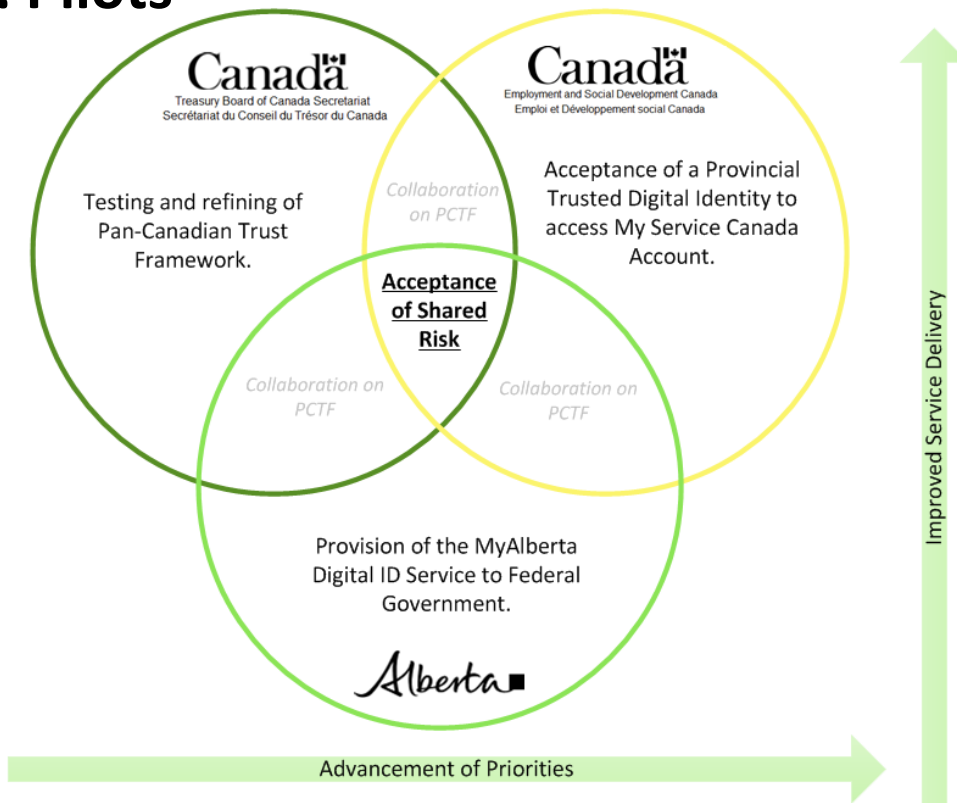 Pilots
Canada
Treasury Board of Canada Secretariat
Secrétariat du Conseil du Trésor du Canada
Canada
Employment and Social Development Canada
Emploi et Développement social Canada
Testing and refining of
Pan-Canadian Trust
Framework.
Collaboration
on PCTF
Acceptance of a Provincial
Trusted Digital Identity to
access My Service Canada
Account.
Acceptance
of Shared
Risk
Collaboration on
PCTF
Collaboration on
PCTF
Provision of the MyAlberta
Digital ID Service to Federal
Government.
Alberta
Improved Service Delivery
Advancement of Priorities